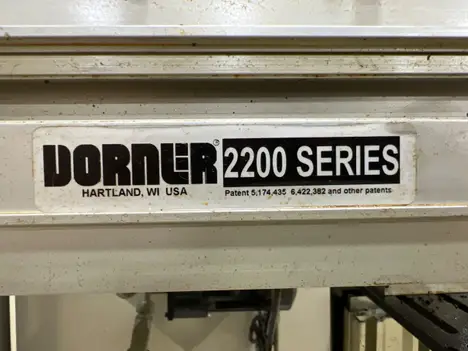 DORNER® 2200 SERIES
HARTLAND, WI USA
Patent 5,174,435 6,422,382 and other patents